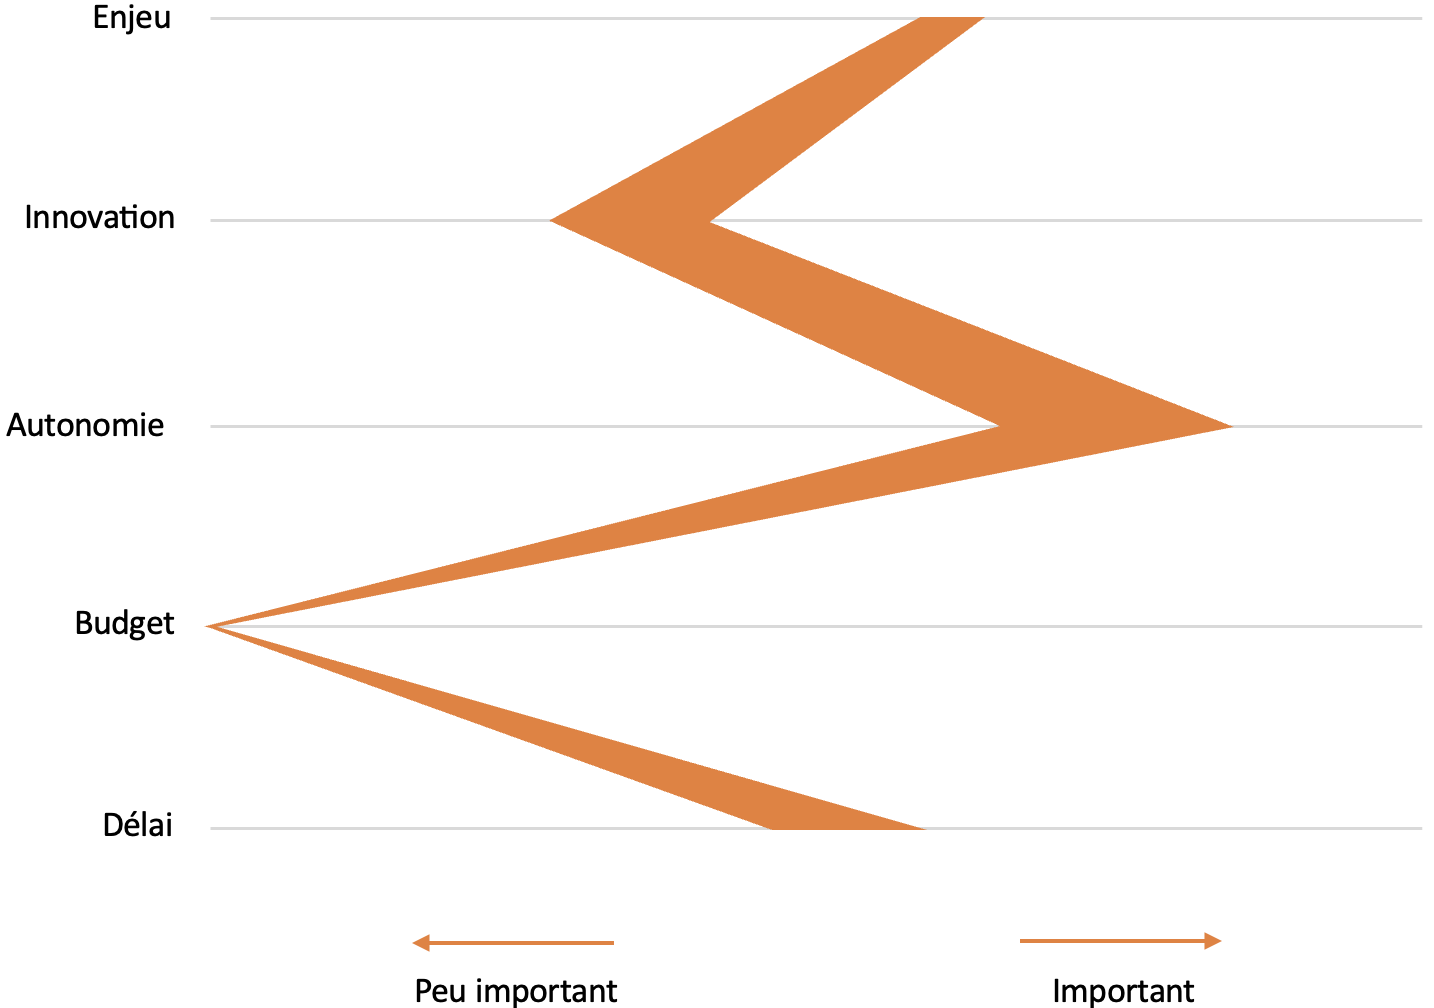 Enjeu
Innovation
Autonomie
Budget
Délai
Peu important
Important